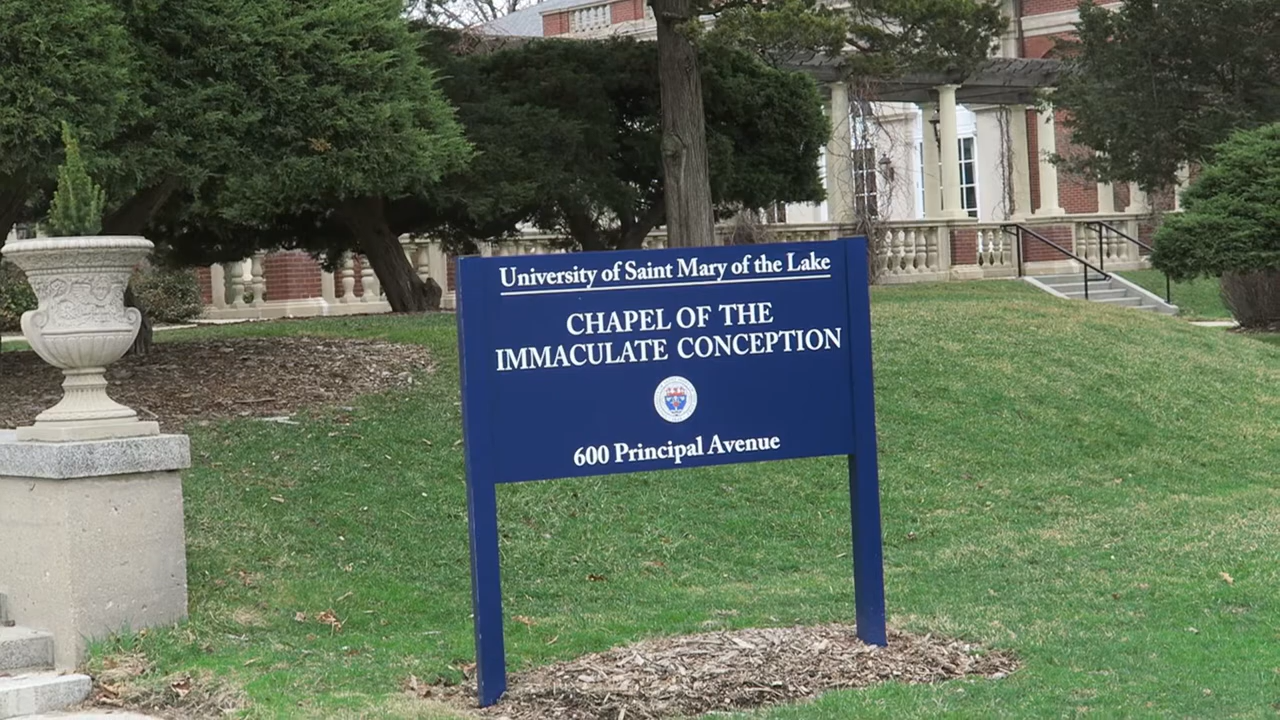 University of Saint Mary of the Lake
CHAPEL OF THE
IMMACULATE CONCEPTION
600 Principal Avenue